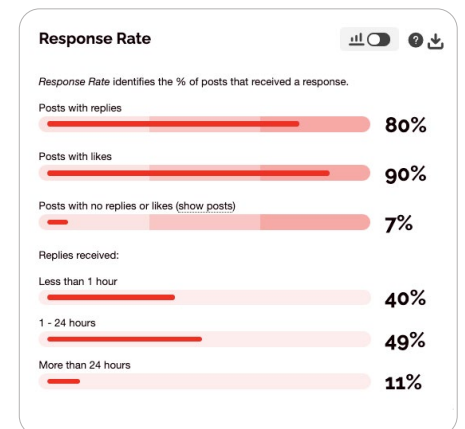 Response Rate
?
Response Rate identifies the % of posts that received a response.
Posts with replies
80%
Posts with likes
90%
Posts with no replies or likes (show posts)
7%
Replies received:
Less than 1 hour
40%
1 - 24 hours
49%
More than 24 hours
11%